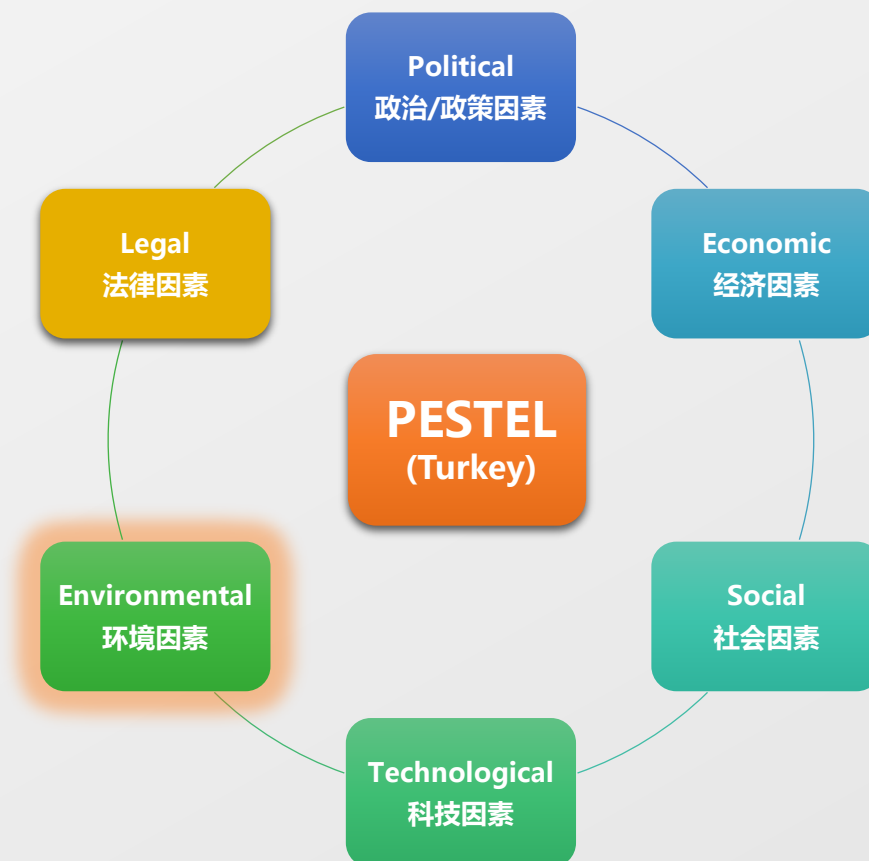 Political
政治/政策因素
Legal
法律因素
Economic
经济因素
PESTEL
(Turkey)
Environmental
环境因素
Social
社会因素
Technological
科技因素